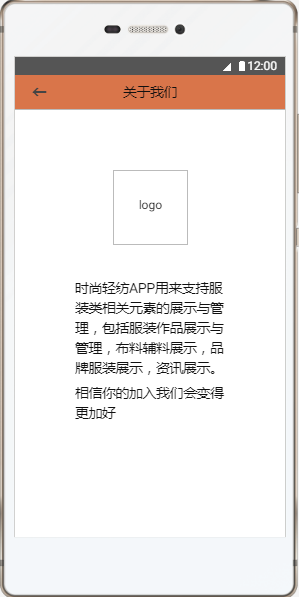 12:00
关于我们
logo
时尚轻纺APP用来支持服
装类相关元素的展示与管
理，包括服装作品展示与
管理，布料辅料展示，品
牌服装展示，资讯展示。
相信你的加入我们会变得
更加好